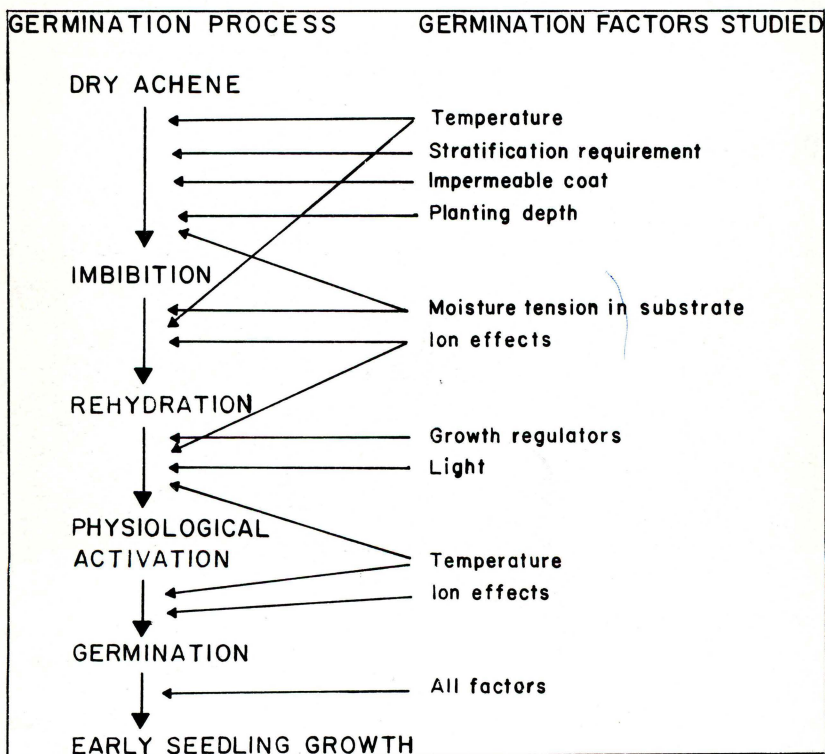 GERMINATION PROCESS GERMINATION FACTORS STUDIED
DRY ACHENE
Temperature
Stratification requirement
Impermeable coat
Planting depth
IMBIBITION
Moisture tension in substrate
Ion effects
REHYDRATION
Growth regulators
Light
PHYSIOLOGICAL
ACTIVATION
Temperature
Ion effects
GERMINATION
All factors
EARLY SEEDLING GROWTH